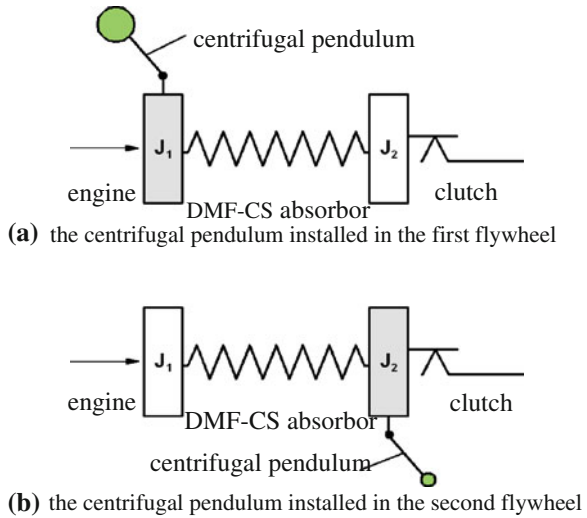 centrifugal pendulum
J1
J2
engine
DMF-CS absorbor
clutch
(a) the centrifugal pendulum installed in the first flywheel
J1
J2
engine
DMF-CS absorbor
clutch
centrifugal pendulum
(b) the centrifugal pendulum installed in the second flywheel